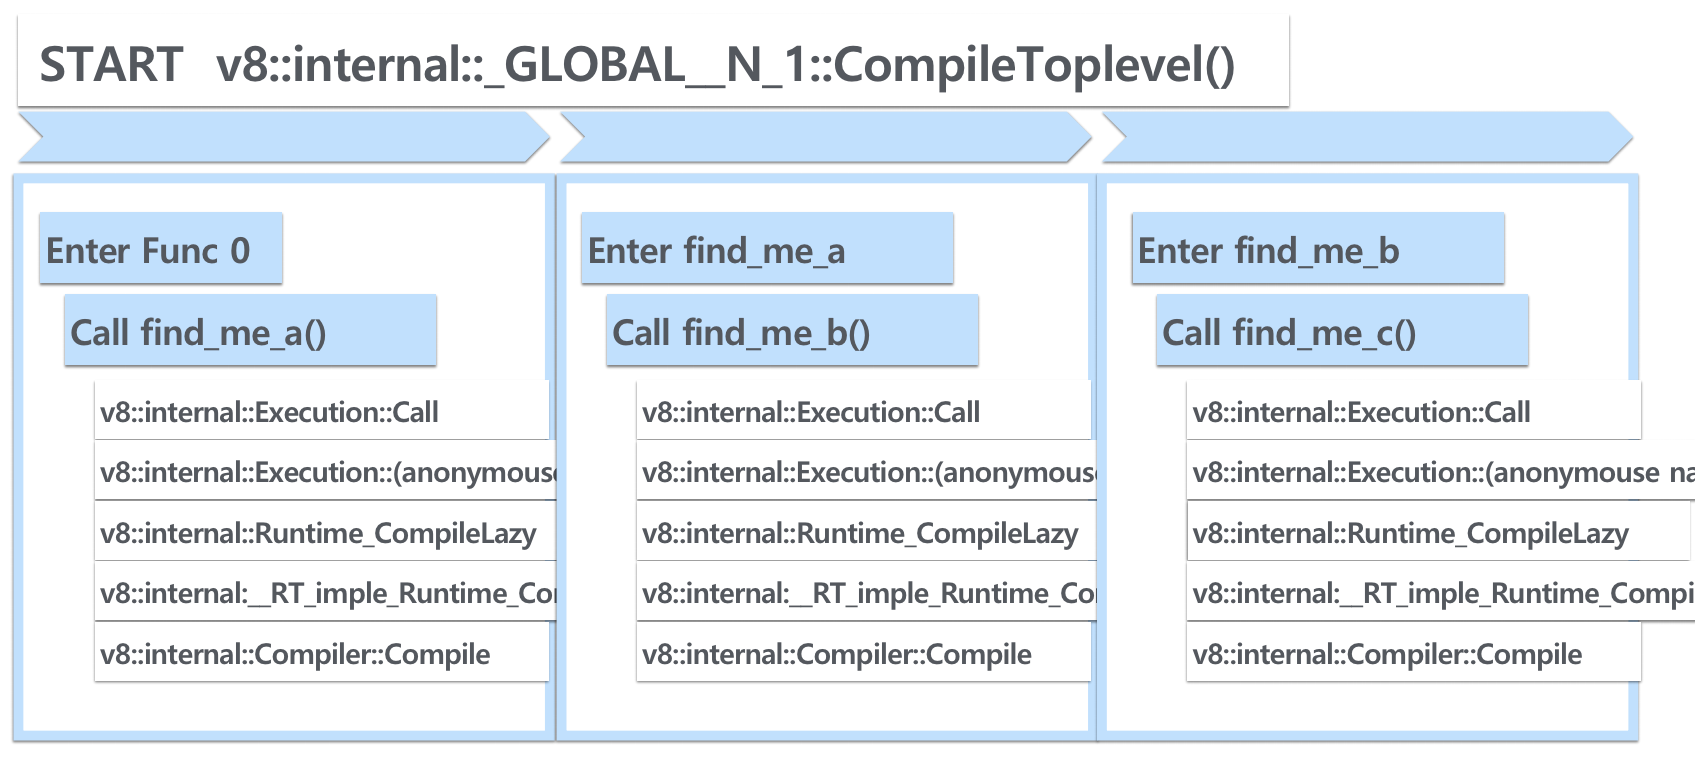 START v8::internal::_GLOBAL__N_1::CompileToplevel()
Enter Func 0
Call find_me_a()
v8::internal::Execution::Call
v8::internal::Execution::(anonymouse
v8::internal::Runtime_CompileLazy
v8::internal:__RT_imple_Runtime_Co
v8::internal::Compiler::Compile
Enter find_me_a
Call find_me_b()
v8::internal::Execution::Call
v8::internal::Execution::(anonymouse
v8::internal::Runtime_CompileLazy
v8::internal:__RT_imple_Runtime_Co
v8::internal::Compiler::Compile
Enter find_me_b
Call find_me_c()
v8::internal::Execution::Call
v8::internal::Execution::(anonymouse na
v8::internal::Runtime_CompileLazy
v8::internal:__RT_imple_Runtime_Compi
v8::internal::Compiler::Compile